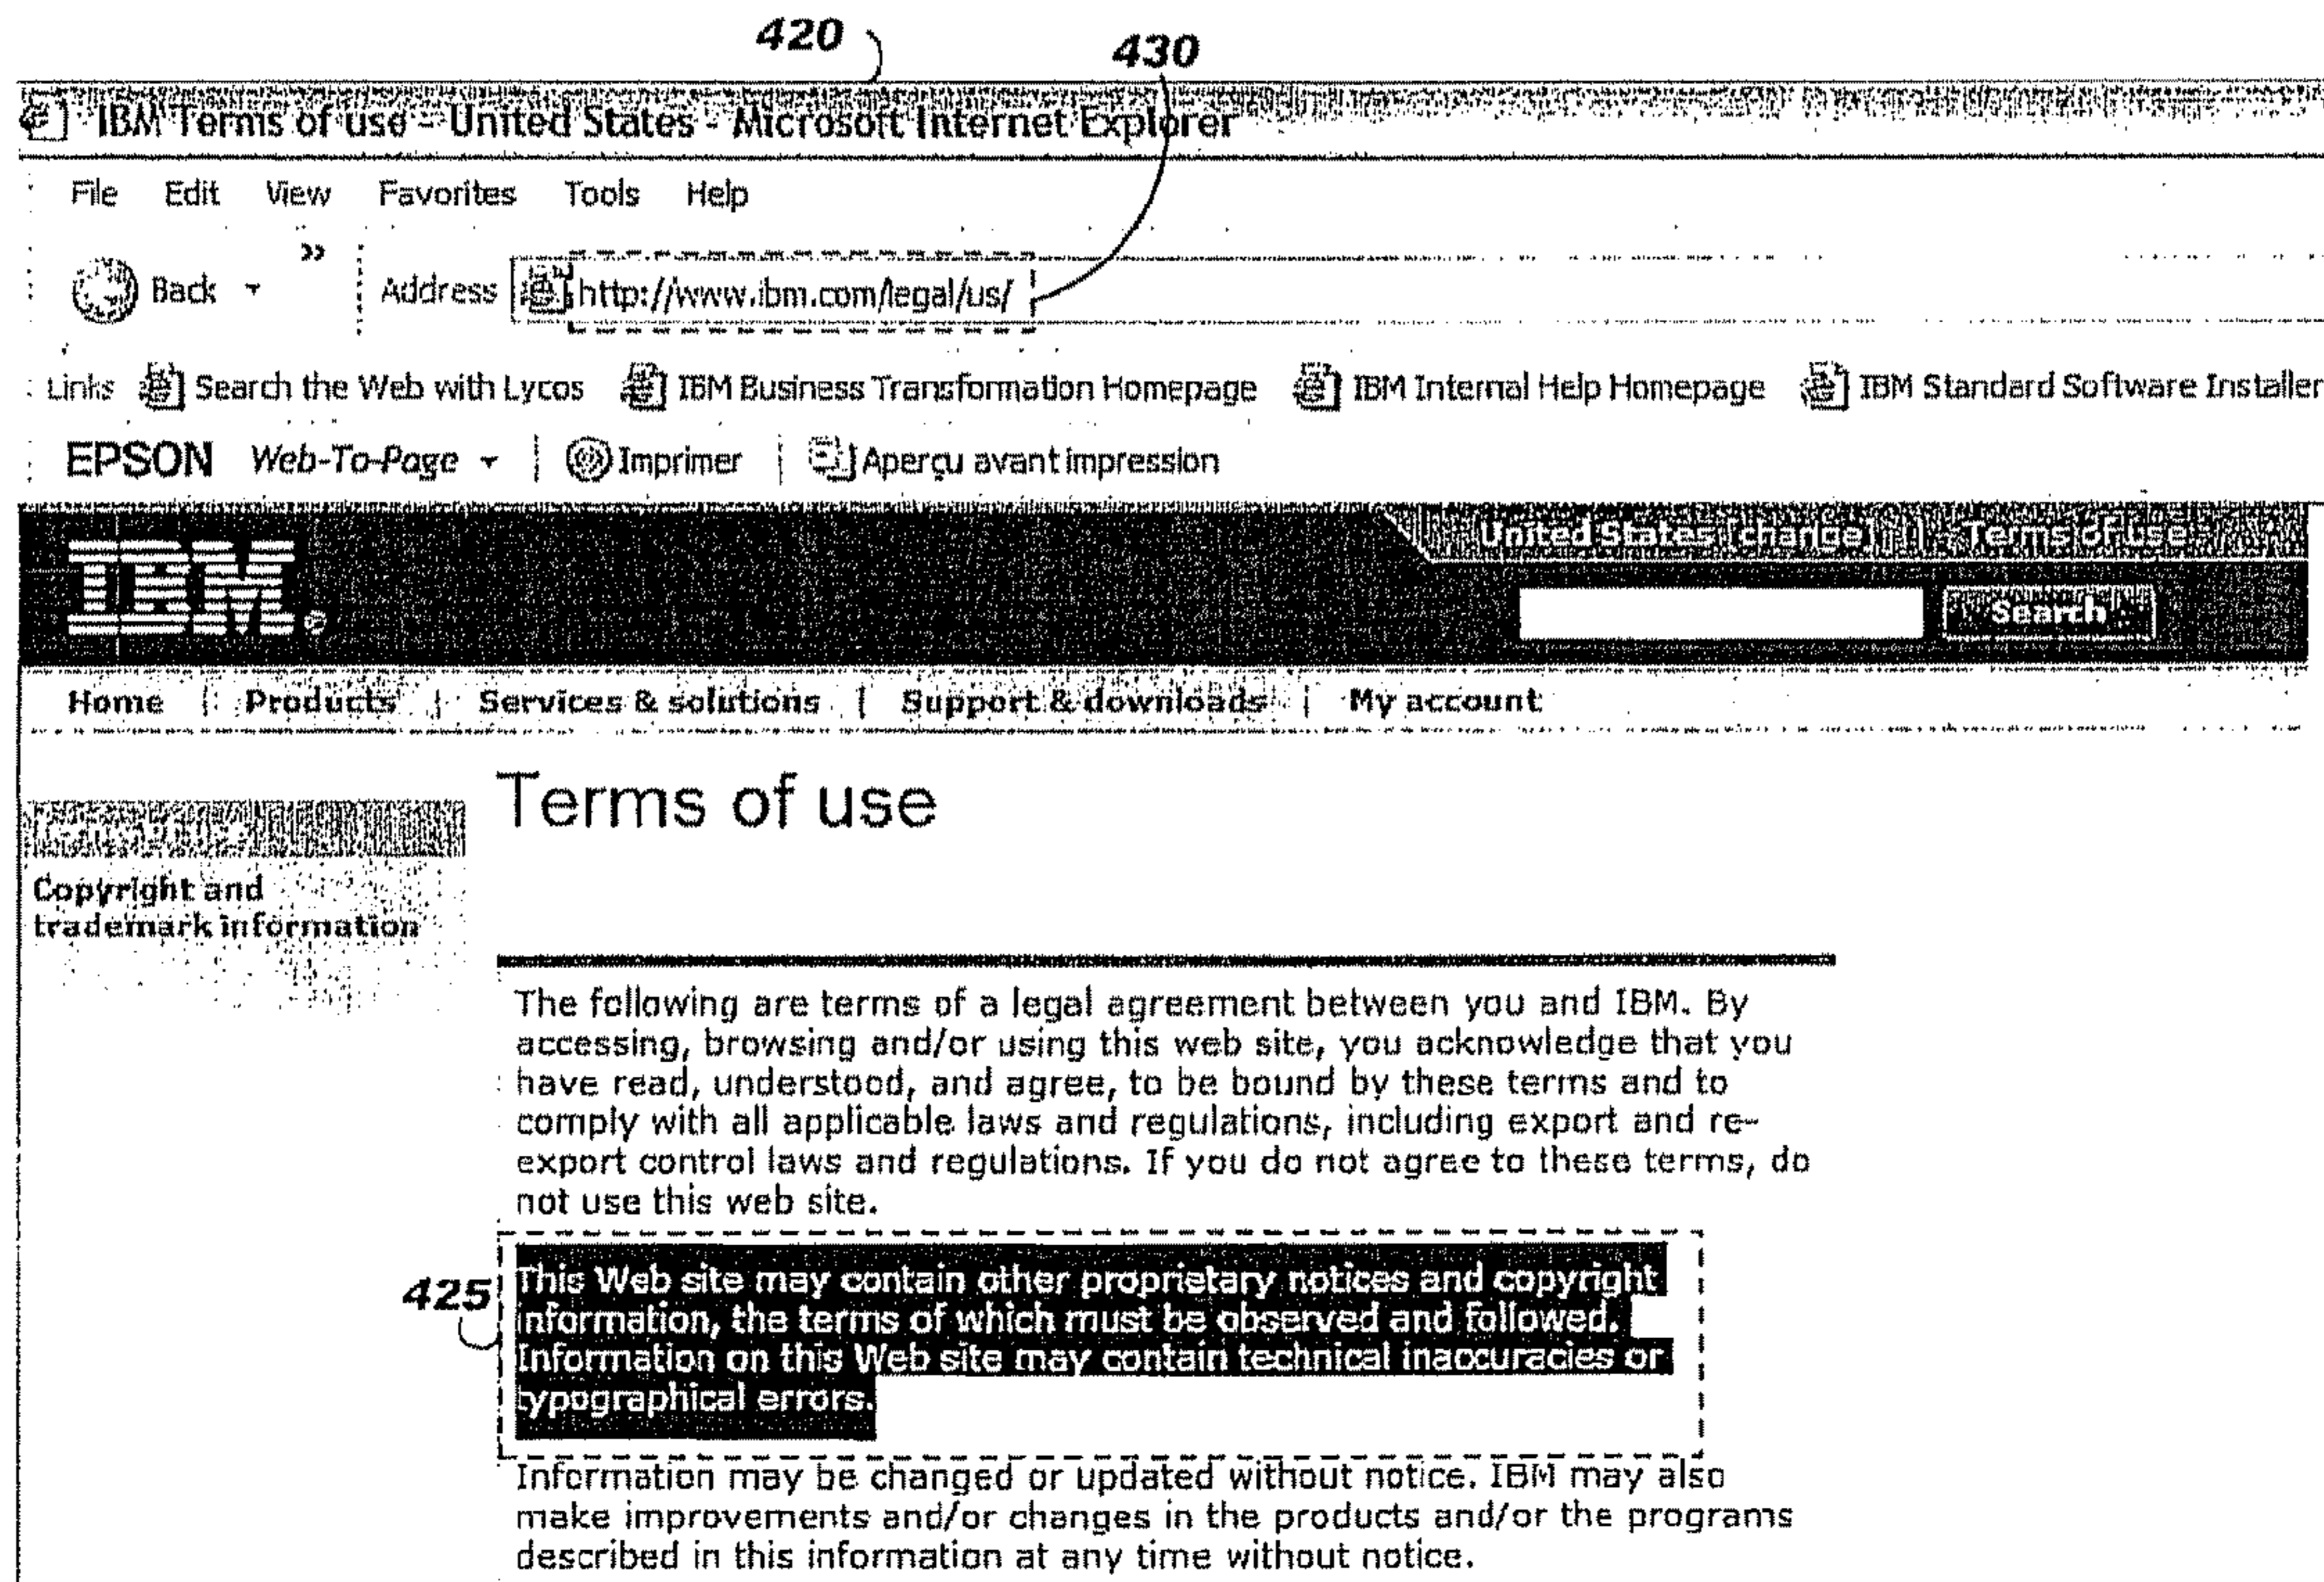 420
430
IBM Terms of use - United States - Microsoft Internet Explorer
File Edit View Favorites Tools Help
Back » Address http://www.ibm.com/legal/us/
Links Search the Web with Lycos IBM Business Transformation Homepage IBM Internal Help Homepage IBM Standard Software Installer
EPSON Web-To-Page Imprimer Aperçu avant impression
United States [change] | Terms of use
IBM®
Search
Home | Products | Services & solutions | Support & downloads | My account
Terms of use
Copyright and
trademark information
The following are terms of a legal agreement between you and IBM. By
accessing, browsing and/or using this web site, you acknowledge that you
have read, understood, and agree, to be bound by these terms and to
comply with all applicable laws and regulations, including export and re-
export control laws and regulations. If you do not agree to these terms, do
not use this web site.
425
This Web site may contain other proprietary notices and copyright
information, the terms of which must be observed and followed.
Information on this Web site may contain technical inaccuracies or
typographical errors.
Information may be changed or updated without notice. IBM may also
make improvements and/or changes in the products and/or the programs
described in this information at any time without notice.